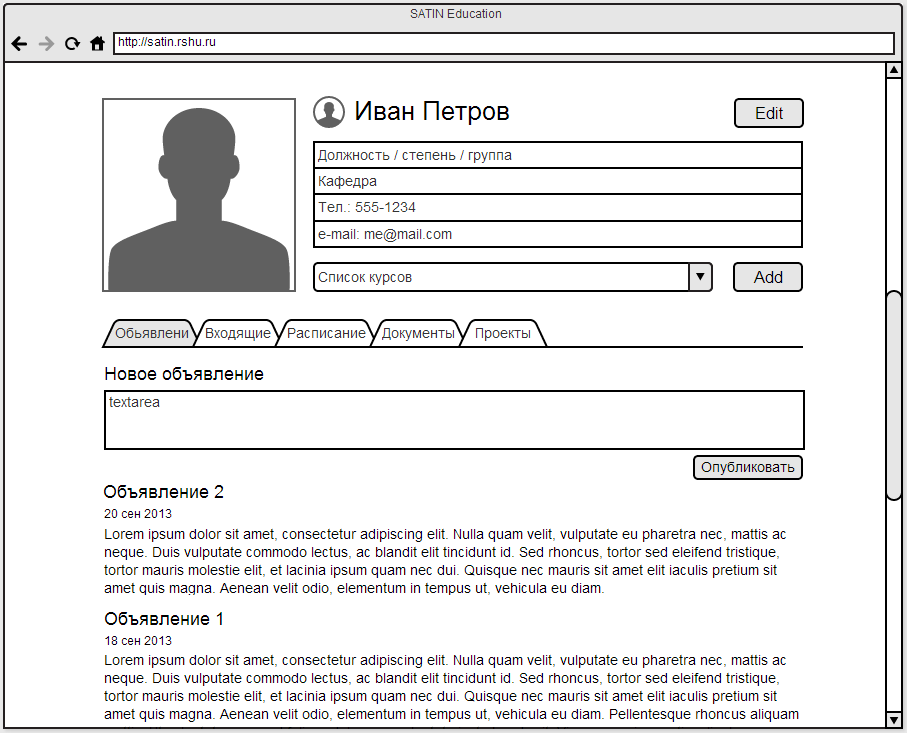 SATIN Education
http://satin.rshu.ru
Иван Петров
Edit
Должность / степень / группа
Кафедра
Тел.: 555-1234
e-mail: me@mail.com
Список курсов
Add
Обьявлени
Входящие
Расписание
Документы
Проекты
Новое объявление
textarea
Опубликовать
Объявление 2
20 сен 2013
Lorem ipsum dolor sit amet, consectetur adipiscing elit. Nulla quam velit, vulputate eu pharetra nec, mattis ac
neque. Duis vulputate commodo lectus, ac blandit elit tincidunt id. Sed rhoncus, tortor sed eleifend tristique,
tortor mauris molestie elit, et lacinia ipsum quam nec dui. Quisque nec mauris sit amet elit iaculis pretium sit
amet quis magna. Aenean velit odio, elementum in tempus ut, vehicula eu diam.
Объявление 1
18 сен 2013
Lorem ipsum dolor sit amet, consectetur adipiscing elit. Nulla quam velit, vulputate eu pharetra nec, mattis ac
neque. Duis vulputate commodo lectus, ac blandit elit tincidunt id. Sed rhoncus, tortor sed eleifend tristique,
tortor mauris molestie elit, et lacinia ipsum quam nec dui. Quisque nec mauris sit amet elit iaculis pretium sit
amet quis magna. Aenean velit odio, elementum in tempus ut, vehicula eu diam. Pellentesque rhoncus aliquam